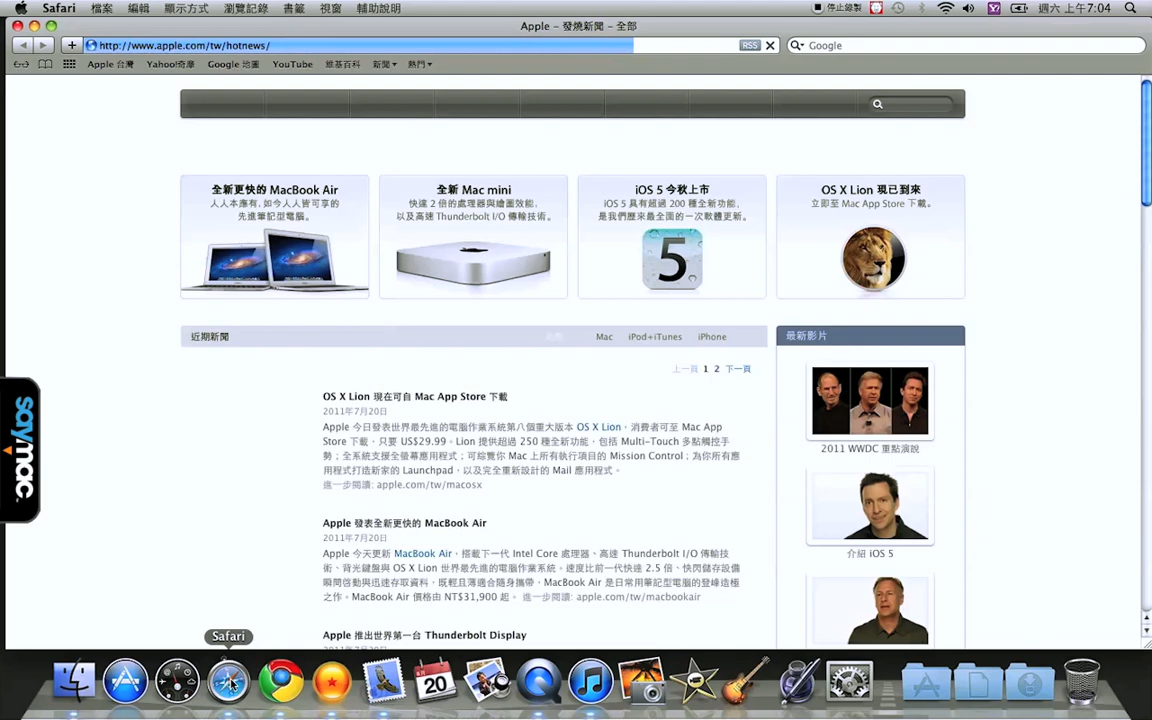 Safari 檔案 編輯 顯示方式 瀏覽記錄 書籤 視窗 輔助說明 停止錄製 週六 上午7:04
Apple – 發燒新聞 – 全部
http://www.apple.com/tw/hotnews/ RSS Google
Apple 台灣 Yahoo!奇摩 Google 地圖 YouTube 維基百科 新聞 熱門
全新更快的 MacBook Air
人人本應有，如今人人皆可享的
先進筆記型電腦。
全新 Mac mini
快達 2 倍的處理器與繪圖效能，
以及高速 Thunderbolt I/O 傳輸技術。
iOS 5 今秋上市
iOS 5 具有超過 200 種全新功能，
是我們歷來最全面的一次軟體更新。
5
OS X Lion 現已到來
立即至 Mac App Store 下載。
近期新聞 Mac iPod+iTunes iPhone
最新影片
上一頁 1 2 下一頁
OS X Lion 現在可自 Mac App Store 下載
2011年7月20日
Apple 今日發表世界最先進的電腦作業系統第八個重大版本 OS X Lion，消費者可至 Mac App
Store 下載，只要 US$29.99。Lion 提供超過 250 種全新功能，包括 Multi-Touch 多點觸控手
勢；全系統支援全螢幕應用程式；可綜覽你 Mac 上所有執行項目的 Mission Control；為你所有應
用程式打造新家的 Launchpad，以及完全重新設計的 Mail 應用程式。
進一步閱讀: apple.com/tw/macosx
2011 WWDC 重點演說
Apple 發表全新更快的 MacBook Air
2011年7月20日
Apple 今天更新 MacBook Air，搭載下一代 Intel Core 處理器、高速 Thunderbolt I/O 傳輸技
術、背光鍵盤與 OS X Lion 世界最先進的電腦作業系統。速度比前一代快達 2.5 倍、快閃儲存設備
瞬間啓動與迅速存取資料，既輕且薄適合隨身攜帶，MacBook Air 是日常用筆記型電腦的登峰造極
之作。MacBook Air 價格由 NT$31,900 起。 進一步閱讀: apple.com/tw/macbookair
介紹 iOS 5
Apple 推出世界第一台 Thunderbolt Display
saymac
Safari
20